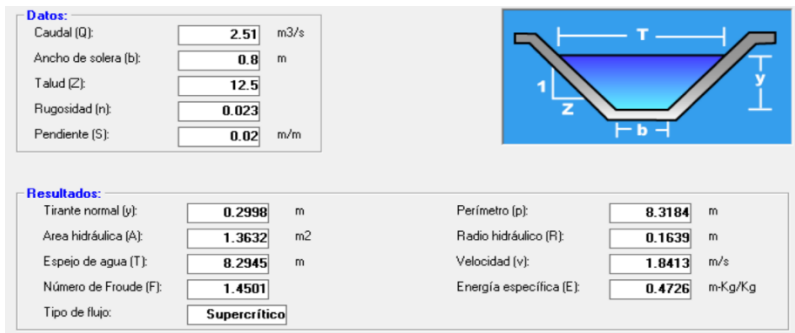 Datos:
Caudal (Q): 2.51 m3/s
Ancho de solera (b): 0.8 m
Talud (Z): 12.5
Rugosidad (n): 0.023
Pendiente (S): 0.02 m/m
T
1
Z
b
y
Resultados:
Tirante normal (y): 0.2998 m Perímetro (p): 8.3184 m
Area hidráulica (A): 1.3632 m2 Radio hidráulico (R): 0.1639 m
Espejo de agua (T): 8.2945 m Velocidad (v): 1.8413 m/s
Número de Froude (F): 1.4501 Energía específica (E): 0.4726 m-Kg/Kg
Tipo de flujo: Supercrítico